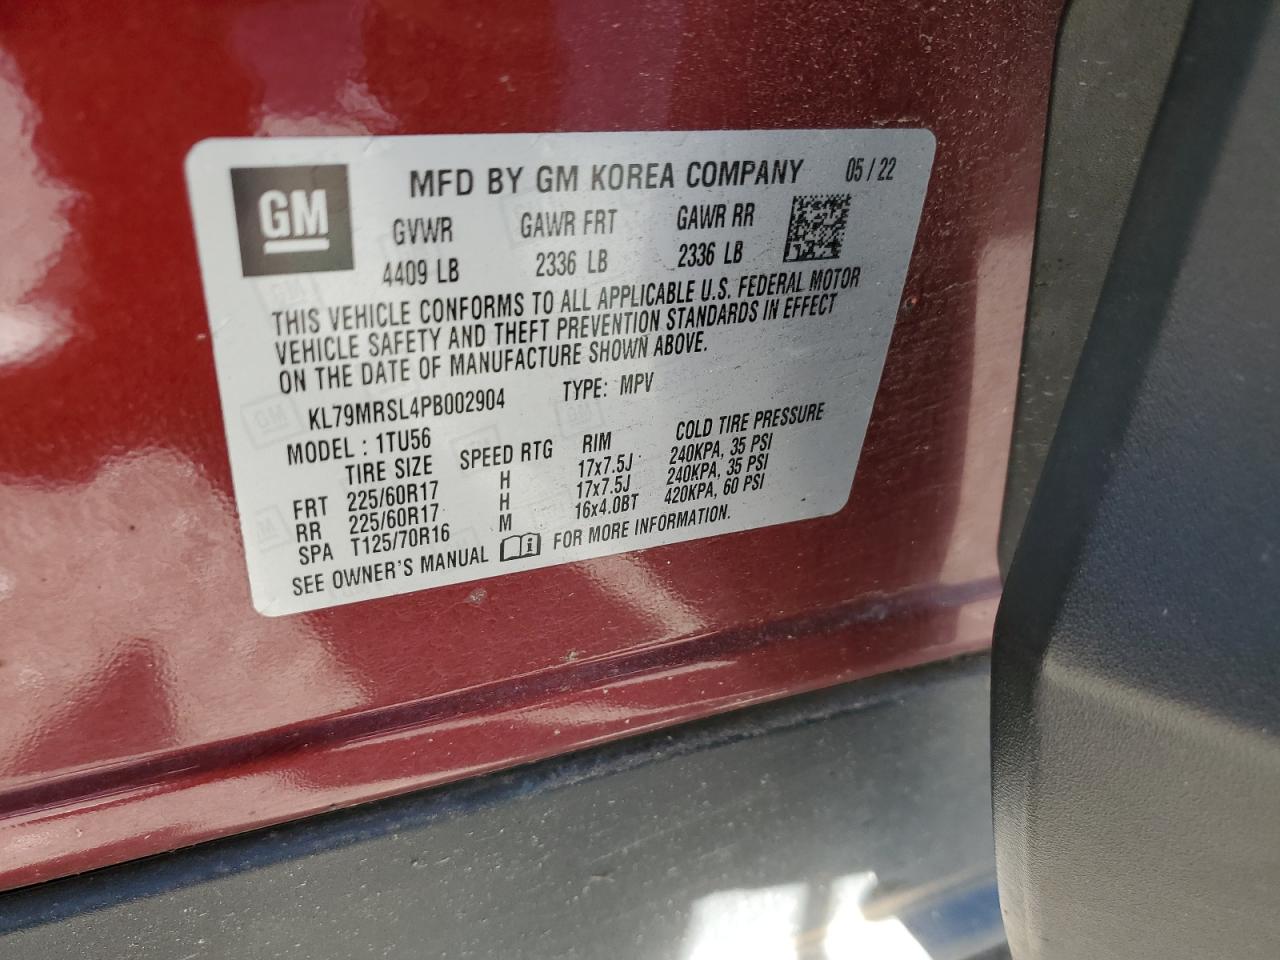 GM
MFD BY GM KOREA COMPANY 05 / 22
GVWR GAWR FRT GAWR RR
4409 LB 2336 LB 2336 LB
THIS VEHICLE CONFORMS TO ALL APPLICABLE U.S. FEDERAL MOTOR
VEHICLE SAFETY AND THEFT PREVENTION STANDARDS IN EFFECT
ON THE DATE OF MANUFACTURE SHOWN ABOVE.
KL79MRSL4PB002904 TYPE: MPV
MODEL : 1TU56
TIRE SIZE SPEED RTG RIM COLD TIRE PRESSURE
FRT 225/60R17 H 17x7.5J 240KPA, 35 PSI
RR 225/60R17 H 17x7.5J 240KPA, 35 PSI
SPA T125/70R16 M 16x4.0BT 420KPA, 60 PSI
SEE OWNER'S MANUAL i FOR MORE INFORMATION.